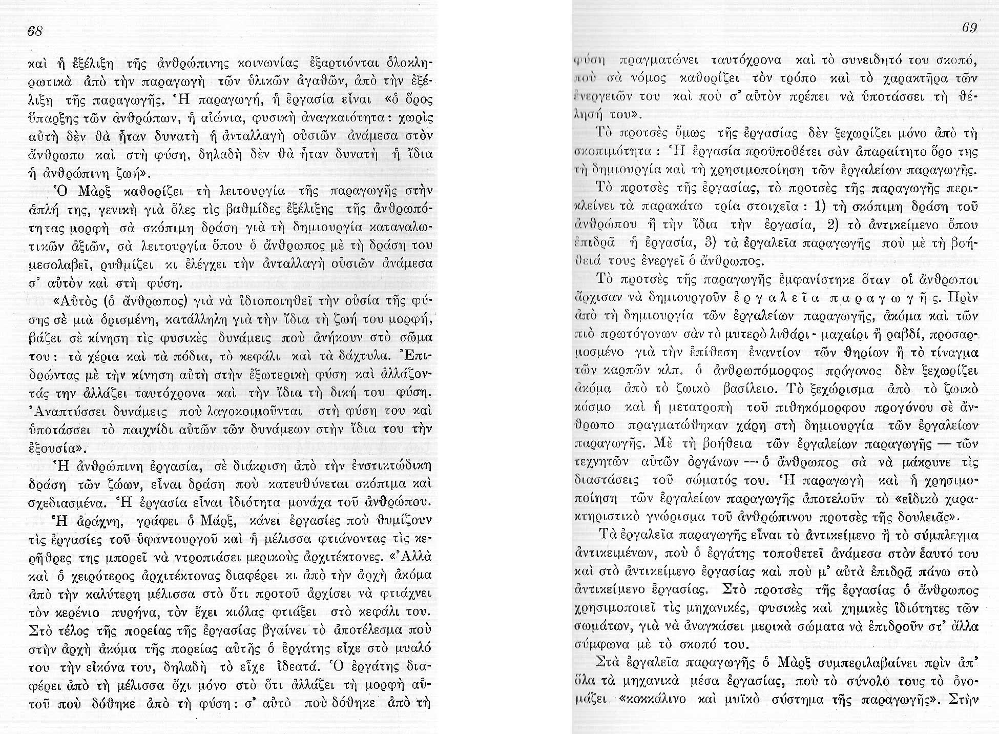 68
καὶ ἡ ἐξέλιξη τῆς ἀνθρώπινης κοινωνίας ἐξαρτιόνται ὁλοκλη-
ρωτικὰ ἀπὸ τὴν παραγωγὴ τῶν ὑλικῶν ἀγαθῶν, ἀπὸ τὴν ἐξέ-
λιξη τῆς παραγωγῆς. Ἡ παραγωγή, ἡ ἐργασία εἶναι «ὁ ὅρος
ὕπαρξης τῶν ἀνθρώπων, ἡ αἰώνια, φυσικὴ ἀναγκαιότητα: χωρὶς
αὐτὴ δὲν θὰ ἦταν δυνατὴ ἡ ἀνταλλαγὴ οὐσιῶν ἀνάμεσα στὸν
ἄνθρωπο καὶ στὴ φύση, δηλαδὴ δὲν θὰ ἦταν δυνατὴ ἡ ἴδια
ἡ ἀνθρώπινη ζωή».
Ὁ Μὰρξ καθορίζει τὴ λειτουργία τῆς παραγωγῆς στὴν
ἁπλή της, γενικὴ γιὰ ὅλες τὶς βαθμίδες ἐξέλιξης τῆς ἀνθρωπό-
τητας μορφὴ σὰ σκόπιμη δράση γιὰ τὴ δημιουργία καταναλω-
τικῶν ἀξιῶν, σὰ λειτουργία ὅπου ὁ ἄνθρωπος μὲ τὴ δράση του
μεσολαβεῖ, ρυθμίζει κι ἐλέγχει τὴν ἀνταλλαγὴ οὐσιῶν ἀνάμεσα
σ' αὐτὸν καὶ στὴ φύση.
«Αὐτὸς (ὁ ἄνθρωπος) γιὰ νὰ ἰδιοποιηθεῖ τὴν οὐσία τῆς φύ-
σης σὲ μιὰ ὁρισμένη, κατάλληλη γιὰ τὴν ἴδια τὴ ζωή του μορφή,
βάζει σὲ κίνηση τὶς φυσικὲς δυνάμεις ποὺ ἀνήκουν στὸ σῶμα
του: τὰ χέρια καὶ τὰ πόδια, τὸ κεφάλι καὶ τὰ δάχτυλα. Ἐπι-
δρώντας μὲ τὴν κίνηση αὐτὴ στὴν ἐξωτερικὴ φύση καὶ ἀλλάζον-
τάς την ἀλλάζει ταυτόχρονα καὶ τὴν ἴδια τὴ δική του φύση.
Ἀναπτύσσει δυνάμεις ποὺ λαγοκοιμοῦνται στὴ φύση του καὶ
ὑποτάσσει τὸ παιχνίδι αὐτῶν τῶν δυνάμεων στὴν ἴδια του τὴν
ἐξουσία».
Ἡ ἀνθρώπινη ἐργασία, σὲ διάκριση ἀπὸ τὴν ἐνστικτώδικη
δράση τῶν ζώων, εἶναι δράση ποὺ κατευθύνεται σκόπιμα καὶ
σχεδιασμένα. Ἡ ἐργασία εἶναι ἰδιότητα μονάχα τοῦ ἀνθρώπου.
Ἡ ἀράχνη, γράφει ὁ Μάρξ, κάνει ἐργασίες ποὺ θυμίζουν
τὶς ἐργασίες τοῦ ὑφαντουργοῦ καὶ ἡ μέλισσα φτιάνοντας τὶς κε-
ρῆθρες της μπορεῖ νὰ ντροπιάσει μερικοὺς ἀρχιτέκτονες. «Ἀλλὰ
καὶ ὁ χειρότερος ἀρχιτέκτονας διαφέρει κι ἀπὸ τὴν ἀρχὴ ἀκόμα
ἀπὸ τὴν καλύτερη μέλισσα στὸ ὅτι προτοῦ ἀρχίσει νὰ φτιάχνει
τὸν κερένιο πυρήνα, τὸν ἔχει κιόλας φτιάξει στὸ κεφάλι του.
Στὸ τέλος τῆς πορείας τῆς ἐργασίας βγαίνει τὸ ἀποτέλεσμα ποὺ
στὴν ἀρχὴ ἀκόμα τῆς πορείας αὐτῆς ὁ ἐργάτης εἶχε στὸ μυαλό
του τὴν εἰκόνα του, δηλαδὴ τὸ εἶχε ἰδεατά. Ὁ ἐργάτης δια-
φέρει ἀπὸ τὴ μέλισσα ὄχι μόνο στὸ ὅτι ἀλλάζει τὴ μορφὴ αὐ-
τοῦ ποὺ δόθηκε ἀπὸ τὴ φύση: σ' αὐτὸ ποὺ δόθηκε ἀπὸ τὴ
69
φύση πραγματώνει ταυτόχρονα καὶ τὸ συνειδητό του σκοπό,
ποὺ σὰ νόμος καθορίζει τὸν τρόπο καὶ τὸ χαρακτῆρα τῶν
ἐνεργειῶν του καὶ ποὺ σ' αὐτὸν πρέπει νὰ ὑποτάσσει τὴ θέ-
λησή του».
Τὸ προτσὲς ὅμως τῆς ἐργασίας δὲν ξεχωρίζει μόνο ἀπὸ τὴ
σκοπιμότητα: Ἡ ἐργασία προϋποθέτει σὰν ἀπαραίτητο ὅρο της
τὴ δημιουργία καὶ τὴ χρησιμοποίηση τῶν ἐργαλείων παραγωγῆς.
Τὸ προτσὲς τῆς ἐργασίας, τὸ προτσὲς τῆς παραγωγῆς περι-
κλείνει τὰ παρακάτω τρία στοιχεῖα: 1) τὴ σκόπιμη δράση τοῦ
ἀνθρώπου ἢ τὴν ἴδια τὴν ἐργασία, 2) τὸ ἀντικείμενο ὅπου
ἐπιδρᾶ ἡ ἐργασία, 3) τὰ ἐργαλεῖα παραγωγῆς ποὺ μὲ τὴ βοή-
θειά τους ἐνεργεῖ ὁ ἄνθρωπος.
Τὸ προτσὲς τῆς παραγωγῆς ἐμφανίστηκε ὅταν οἱ ἄνθρωποι
ἄρχισαν νὰ δημιουργοῦν ἐργαλεῖα παραγωγῆς. Πρὶν
ἀπὸ τὴ δημιουργία τῶν ἐργαλείων παραγωγῆς, ἀκόμα καὶ τῶν
πιὸ πρωτόγονων σὰν τὸ μυτερὸ λιθάρι - μαχαίρι ἢ ραβδί, προσαρ-
μοσμένο γιὰ τὴν ἐπίθεση ἐναντίον τῶν θηρίων ἢ τὸ τίναγμα
τῶν καρπῶν κλπ. ὁ ἀνθρωπόμορφος πρόγονος δὲν ξεχωρίζει
ἀκόμα ἀπὸ τὸ ζωικὸ βασίλειο. Τὸ ξεχώρισμα ἀπὸ τὸ ζωικὸ
κόσμο καὶ ἡ μετατροπὴ τοῦ πιθηκόμορφου προγόνου σὲ ἄν-
θρωπο πραγματώθηκαν χάρη στὴ δημιουργία τῶν ἐργαλείων
παραγωγῆς. Μὲ τὴ βοήθεια τῶν ἐργαλείων παραγωγῆς — τῶν
τεχνητῶν αὐτῶν ὀργάνων — ὁ ἄνθρωπος σὰ νὰ μάκρυνε τὶς
διαστάσεις τοῦ σώματός του. Ἡ παραγωγὴ καὶ ἡ χρησιμο-
ποίηση τῶν ἐργαλείων παραγωγῆς ἀποτελοῦν τὸ «εἰδικὸ χαρα-
κτηριστικὸ γνώρισμα τοῦ ἀνθρώπινου προτσὲς τῆς δουλειᾶς».
Τὰ ἐργαλεῖα παραγωγῆς εἶναι τὸ ἀντικείμενο ἢ τὸ σύμπλεγμα
ἀντικειμένων, ποὺ ὁ ἐργάτης τοποθετεῖ ἀνάμεσα στὸν ἑαυτό του
καὶ στὸ ἀντικείμενο ἐργασίας καὶ ποὺ μ' αὐτὰ ἐπιδρᾶ πάνω στὸ
ἀντικείμενο ἐργασίας. Στὸ προτσὲς τῆς ἐργασίας ὁ ἄνθρωπος
χρησιμοποιεῖ τὶς μηχανικές, φυσικὲς καὶ χημικὲς ἰδιότητες τῶν
σωμάτων, γιὰ νὰ ἀναγκάσει μερικὰ σώματα νὰ ἐπιδροῦν στ' ἄλλα
σύμφωνα μὲ τὸ σκοπό του.
Στὰ ἐργαλεῖα παραγωγῆς ὁ Μὰρξ συμπεριλαβαίνει πρὶν ἀπ'
ὅλα τὰ μηχανικὰ μέσα ἐργασίας, ποὺ τὸ σύνολό τους τὸ ὀνο-
μάζει «κοκκάλινο καὶ μυϊκὸ σύστημα τῆς παραγωγῆς». Στὴν